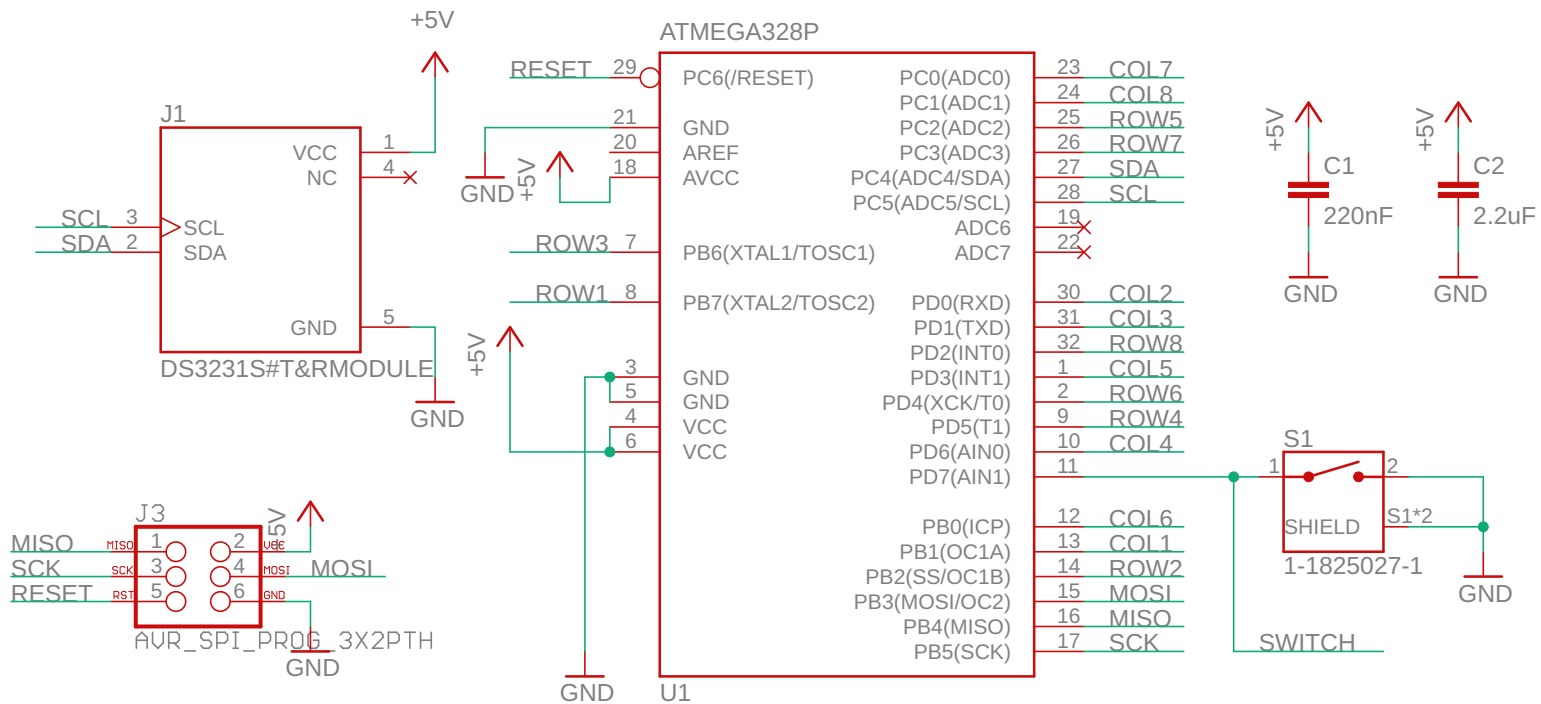 +5V
J1
VCC 1
NC 4
SCL 3 SCL
SDA 2 SDA
GND 5
DS3231S#T&RMODULE
GND
J3
+5V
MISO MISO 1 2 VCC
SCK SCK 3 4 MOSI MOSI
RESET RST 5 6 GND
AVR_SPI_PROG_3X2PTH
GND
ATMEGA328P
RESET 29 PC6(/RESET)
21 GND
20 AREF
18 AVCC
GND
+5V
ROW3 7 PB6(XTAL1/TOSC1)
ROW1 8 PB7(XTAL2/TOSC2)
+5V
3 GND
5 GND
4 VCC
6 VCC
GND
U1
PC0(ADC0) 23 COL7
PC1(ADC1) 24 COL8
PC2(ADC2) 25 ROW5
PC3(ADC3) 26 ROW7
PC4(ADC4/SDA) 27 SDA
PC5(ADC5/SCL) 28 SCL
ADC6 19
ADC7 22
PD0(RXD) 30 COL2
PD1(TXD) 31 COL3
PD2(INT0) 32 ROW8
PD3(INT1) 1 COL5
PD4(XCK/T0) 2 ROW6
PD5(T1) 9 ROW4
PD6(AIN0) 10 COL4
PD7(AIN1) 11
PB0(ICP) 12 COL6
PB1(OC1A) 13 COL1
PB2(SS/OC1B) 14 ROW2
PB3(MOSI/OC2) 15 MOSI
PB4(MISO) 16 MISO
PB5(SCK) 17 SCK
+5V
C1
220nF
GND
+5V
C2
2.2uF
GND
S1
1 2
SHIELD S1*2
1-1825027-1
GND
SWITCH